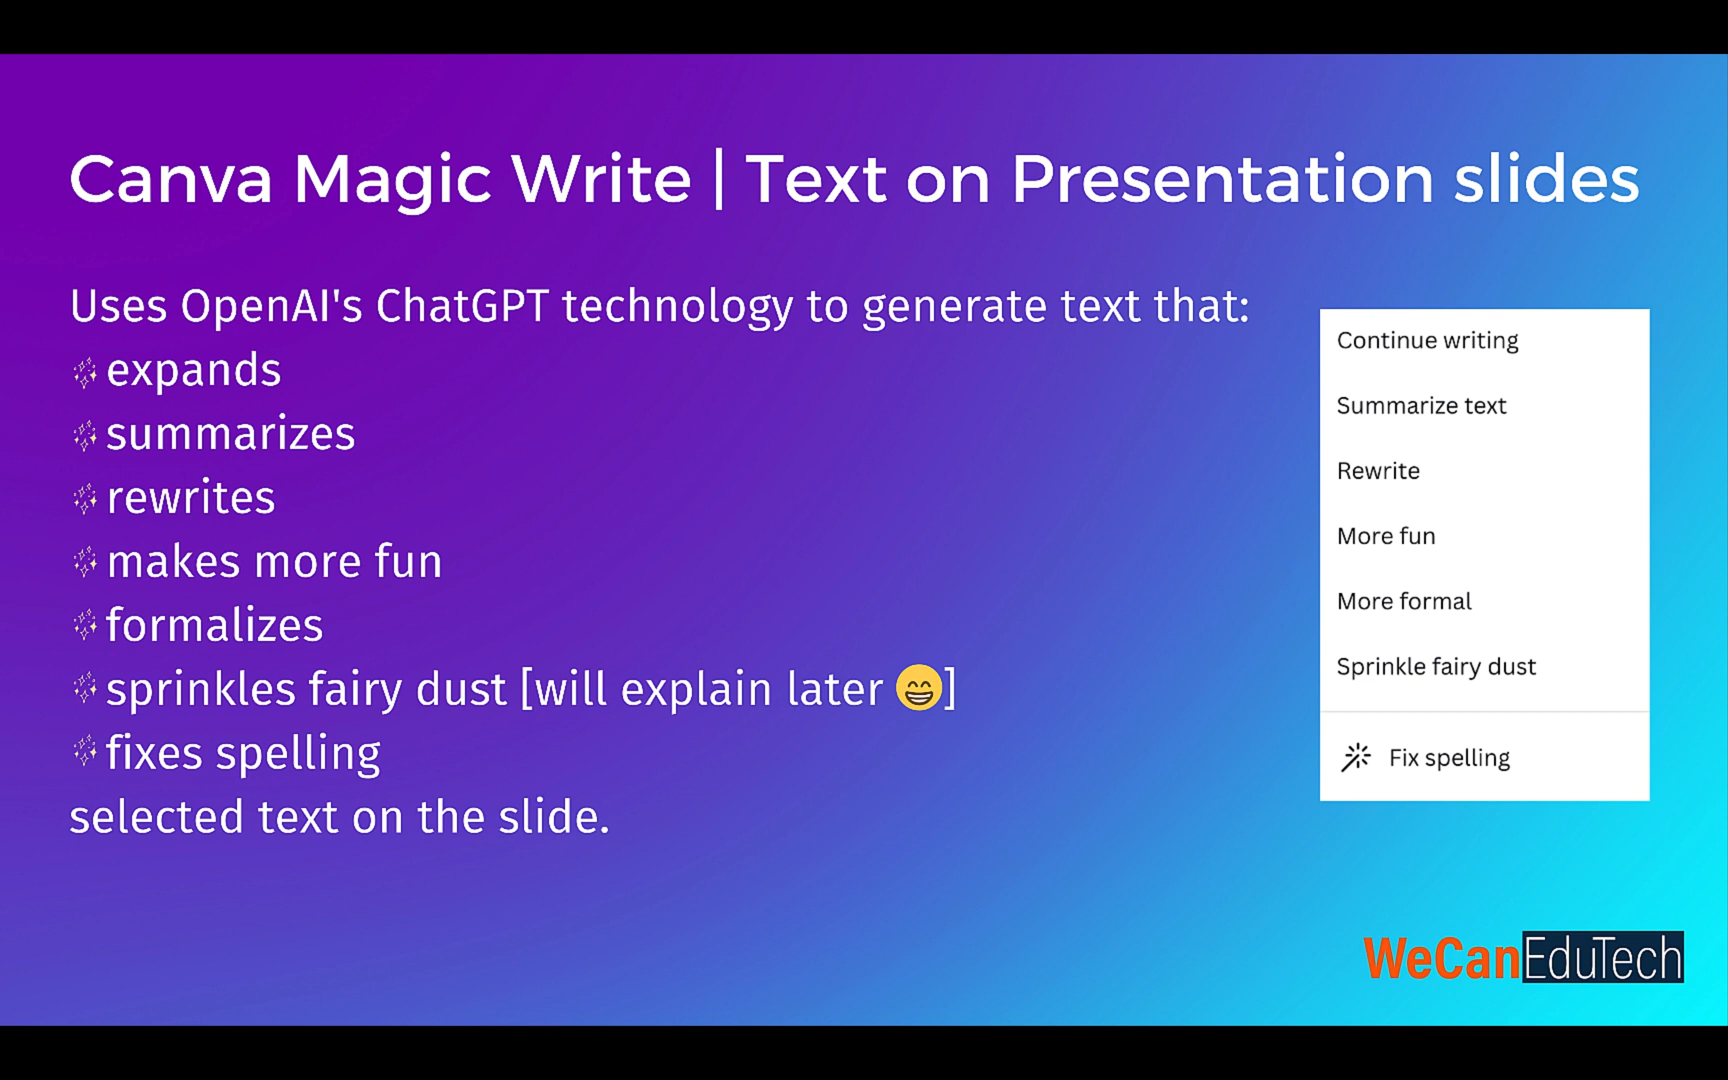 Canva Magic Write | Text on Presentation slides
Uses OpenAI's ChatGPT technology to generate text that:
✨expands
✨summarizes
✨rewrites
✨makes more fun
✨formalizes
✨sprinkles fairy dust [will explain later 😄]
✨fixes spelling
selected text on the slide.
Continue writing
Summarize text
Rewrite
More fun
More formal
Sprinkle fairy dust
Fix spelling
WeCanEduTech